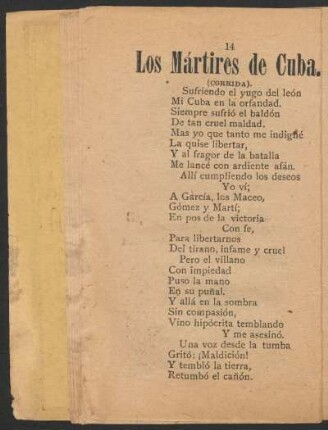 14
Los Mártires de Cuba.
(CORRIDA).
Sufriendo el yugo del león
Mi Cuba en la orfandad.
Siempre sufrió el baldón
De tan cruel maldad.
Mas yo que tanto me indigñé
La quise libertar,
Y al fragor de la batalla
Me lancé con ardiente afán.
Allí cumpliendo los deseos
Yo ví;
A García, los Maceo,
Gómez y Martí;
En pos de la victoria
Con fe,
Para libertarnos
Del tirano, infame y cruel
Pero el villano
Con impiedad
Puso la mano
En su puñal.
Y allá en la sombra
Sin compasión,
Vino hipócrita temblando
Y me asesinó.
Una voz desde la tumba
Gritó: ¡Maldición!
Y tembló la tierra,
Retumbó el cañón.